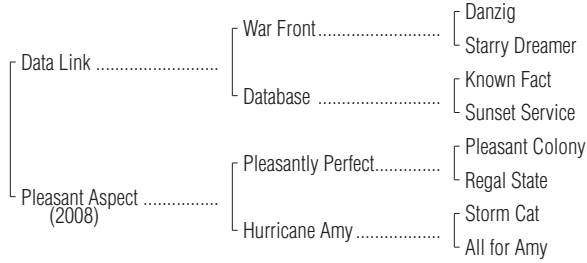 Danzig
War Front..........................
Starry Dreamer
Data Link ..........................
Known Fact
Database ..........................
Sunset Service
Pleasant Colony
Pleasantly Perfect..............
Regal State
Pleasant Aspect ................
(2008)
Storm Cat
Hurricane Amy ..................
All for Amy